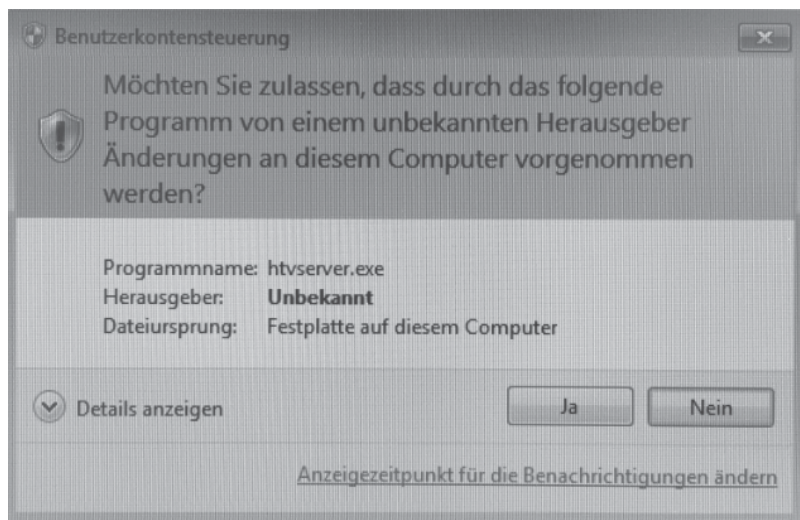 Benutzerkontensteuerung
Möchten Sie zulassen, dass durch das folgende
Programm von einem unbekannten Herausgeber
Änderungen an diesem Computer vorgenommen
werden?
Programmname: htvserver.exe
Herausgeber: Unbekannt
Dateiursprung: Festplatte auf diesem Computer
Details anzeigen
Ja
Nein
Anzeigezeitpunkt für die Benachrichtigungen ändern